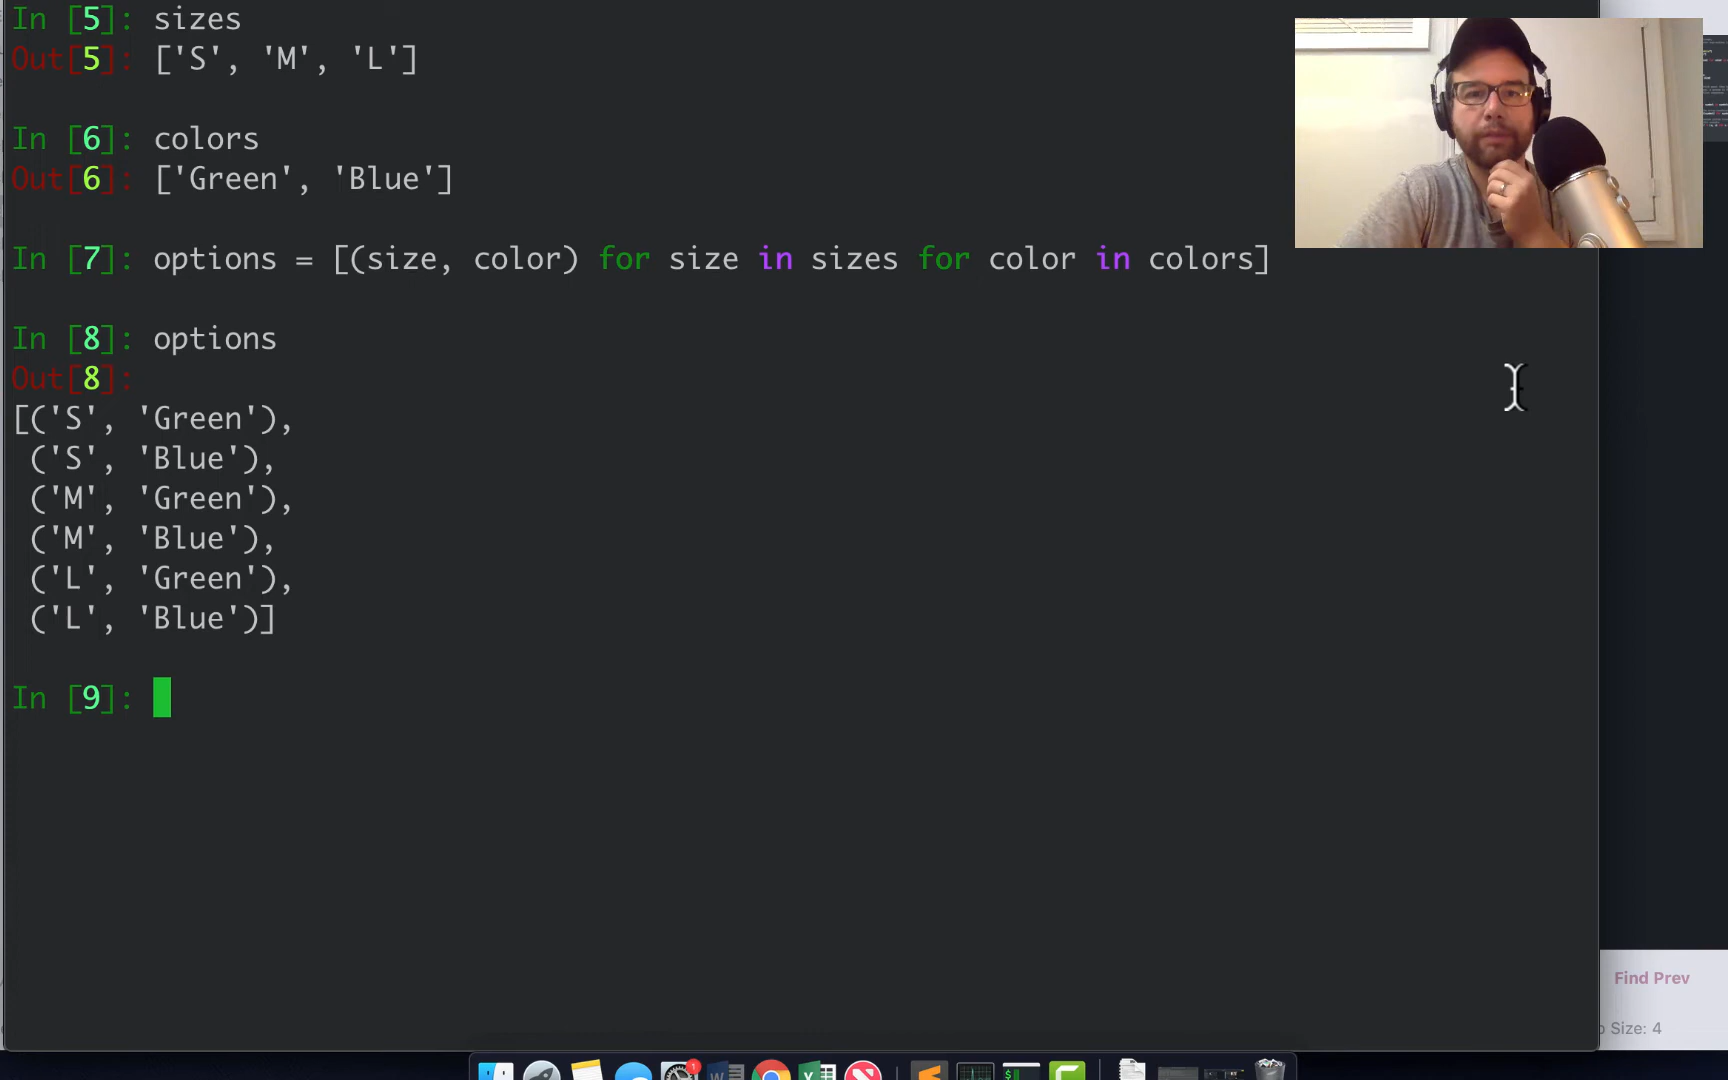 In [5]: sizes
Out[5]: ['S', 'M', 'L']
In [6]: colors
Out[6]: ['Green', 'Blue']
In [7]: options = [(size, color) for size in sizes for color in colors]
In [8]: options
Out[8]:
[('S', 'Green'),
('S', 'Blue'),
('M', 'Green'),
('M', 'Blue'),
('L', 'Green'),
('L', 'Blue')]
In [9]:
Find Prev
Size: 4
1
W
X
$